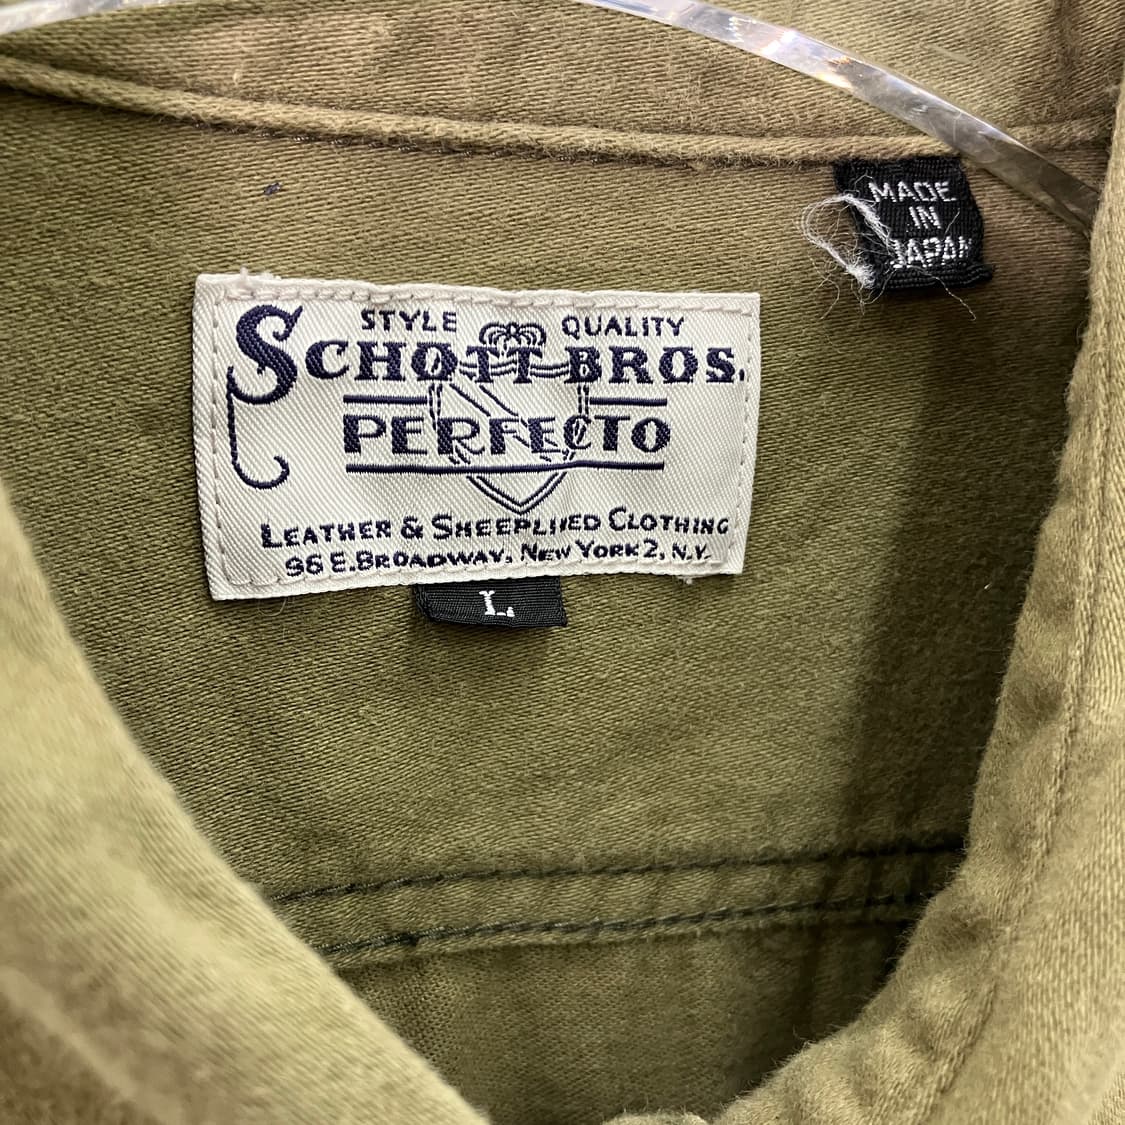 MADE
IN
JAPAN
STYLE QUALITY
SCHOTT BROS.
PERFECTO
LEATHER & SHEEPLINED CLOTHING
96 E. BROADWAY, NEW YORK 2, N.Y.
L